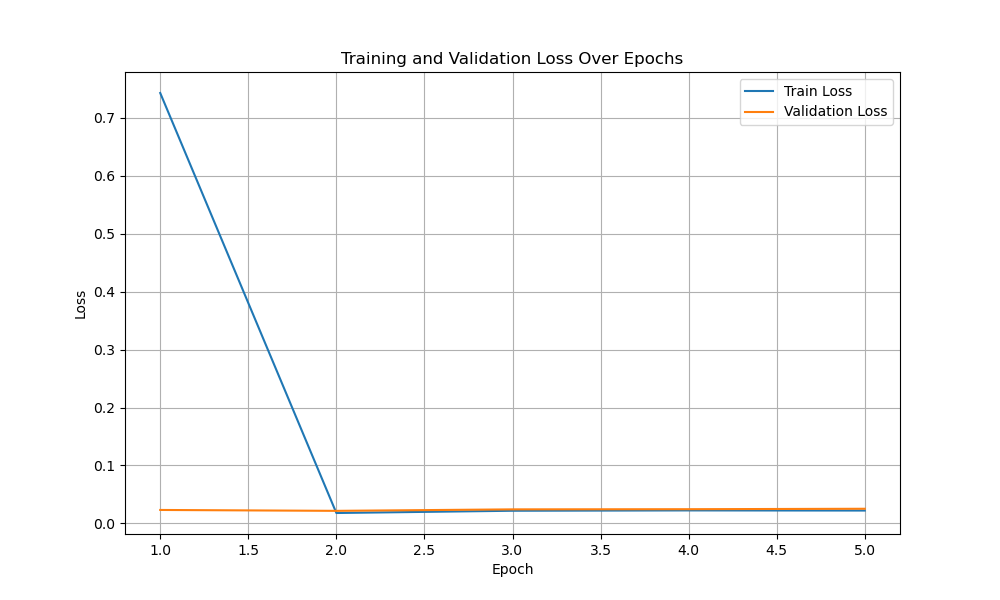 Training and Validation Loss Over Epochs
Train Loss
Validation Loss
Loss
0.7
0.6
0.5
0.4
0.3
0.2
0.1
0.0
1.0 1.5 2.0 2.5 3.0 3.5 4.0 4.5 5.0
Epoch